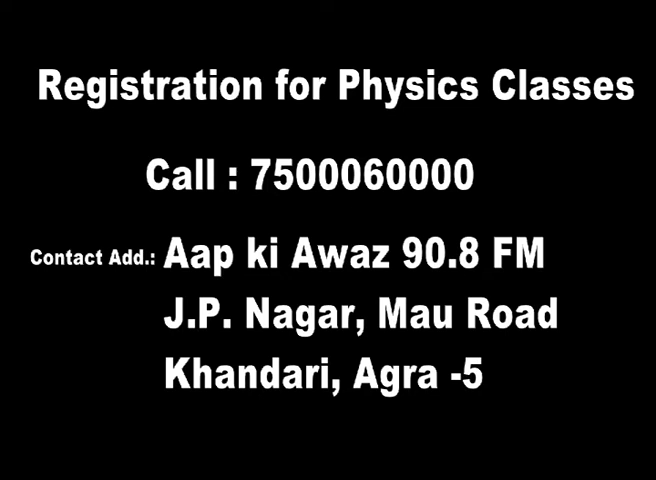 Registration for Physics Classes
Call : 7500060000
Contact Add.: Aap ki Awaz 90.8 FM
J.P. Nagar, Mau Road
Khandari, Agra -5